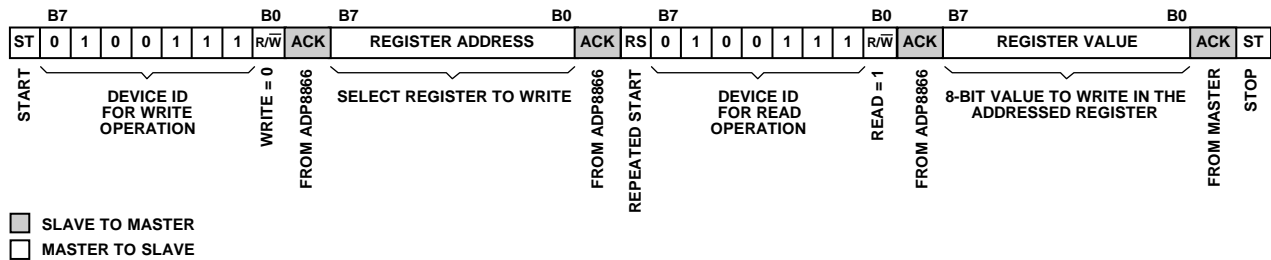 B7 B0 B7 B0 B7 B0 B7 B0
ST 0 1 0 0 1 1 1 R/W̅ ACK REGISTER ADDRESS ACK RS 0 1 0 0 1 1 1 R/W̅ ACK REGISTER VALUE ACK ST
START
DEVICE ID
FOR WRITE
OPERATION
WRITE = 0
FROM ADP8866
SELECT REGISTER TO WRITE
FROM ADP8866
REPEATED START
DEVICE ID
FOR READ
OPERATION
READ = 1
FROM ADP8866
8-BIT VALUE TO WRITE IN THE
ADDRESSED REGISTER
FROM MASTER
STOP
SLAVE TO MASTER
MASTER TO SLAVE